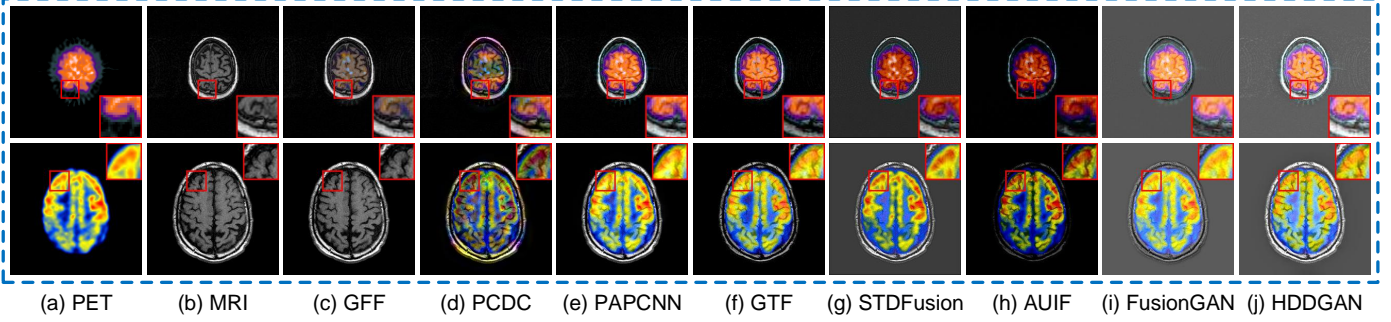 (a) PET (b) MRI (c) GFF (d) PCDC (e) PAPCNN (f) GTF (g) STDFusion (h) AUIF (i) FusionGAN (j) HDDGAN